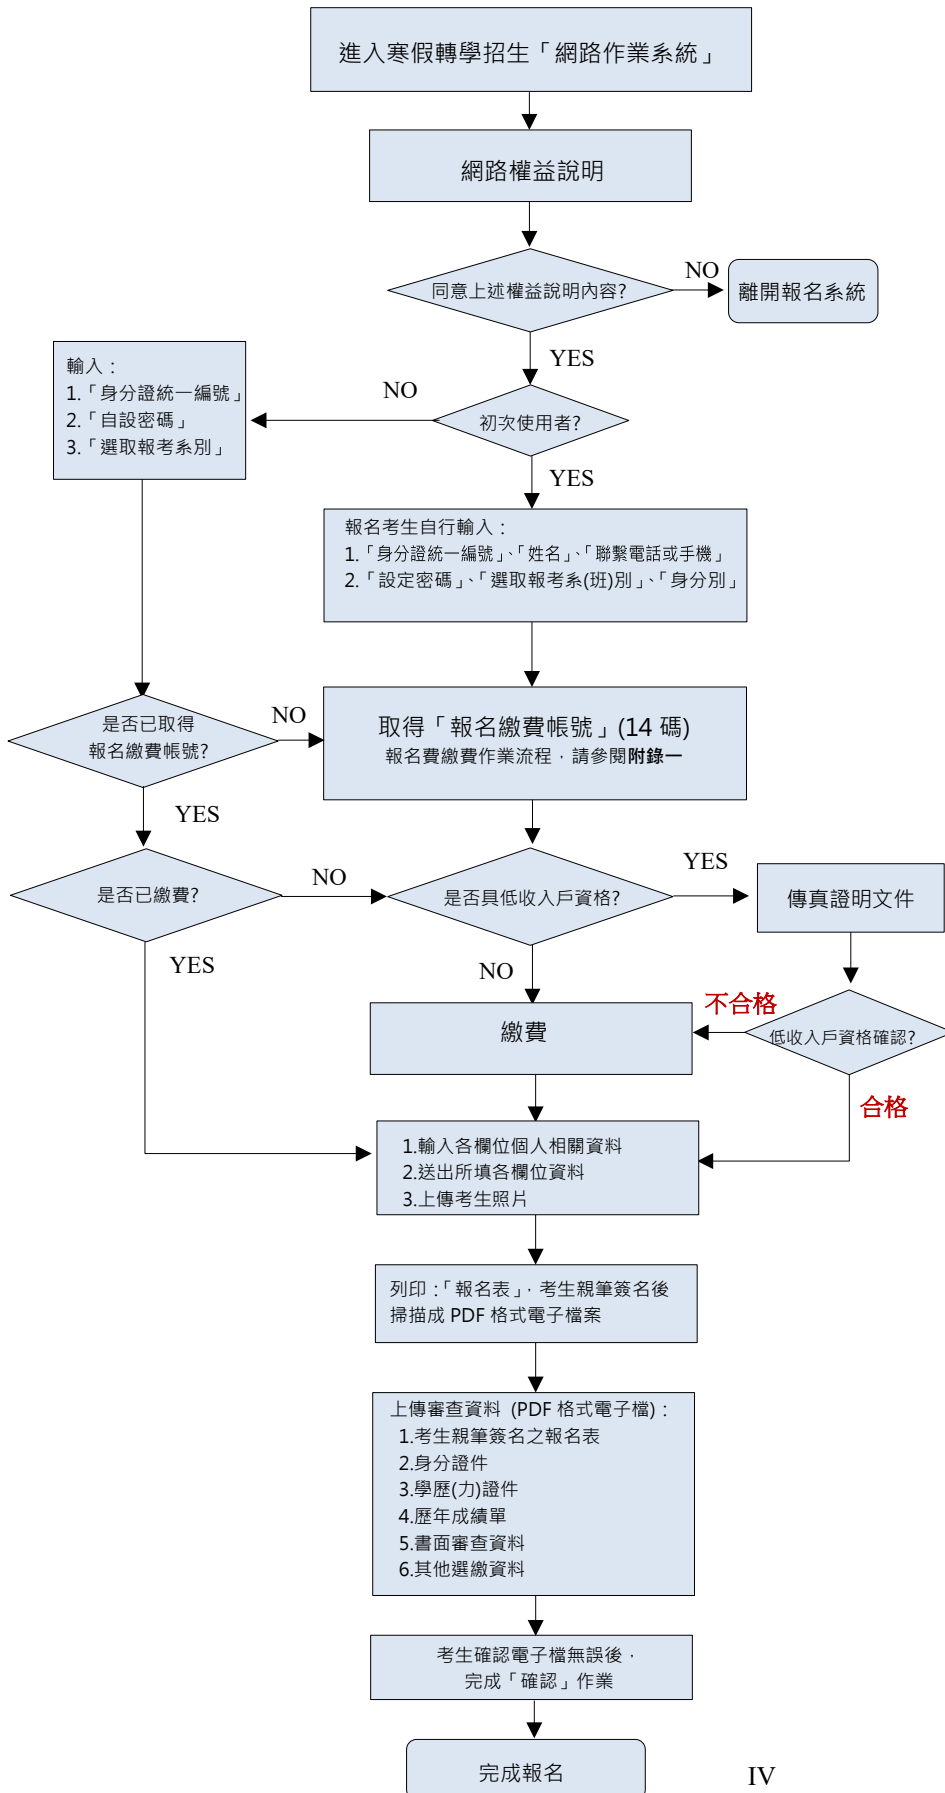 進入寒假轉學招生「網路作業系統」
網路權益說明
同意上述權益說明內容?
NO
離開報名系統
YES
初次使用者?
NO
輸入：
1.「身分證統一編號」
2.「自設密碼」
3.「選取報考系別」
YES
報名考生自行輸入：
1.「身分證統一編號」、「姓名」、「聯繫電話或手機」
2.「設定密碼」、「選取報考系(班)別」、「身分別」
是否已取得
報名繳費帳號?
NO
取得「報名繳費帳號」(14 碼)
報名費繳費作業流程，請參閱附錄一
YES
是否已繳費?
NO
是否具低收入戶資格?
YES
傳真證明文件
YES
NO
不合格
低收入戶資格確認?
繳費
合格
1.輸入各欄位個人相關資料
2.送出所填各欄位資料
3.上傳考生照片
列印：「報名表」，考生親筆簽名後
掃描成 PDF 格式電子檔案
上傳審查資料 (PDF 格式電子檔)：
1.考生親筆簽名之報名表
2.身分證件
3.學歷(力)證件
4.歷年成績單
5.書面審查資料
6.其他選繳資料
考生確認電子檔無誤後，
完成「確認」作業
完成報名
IV